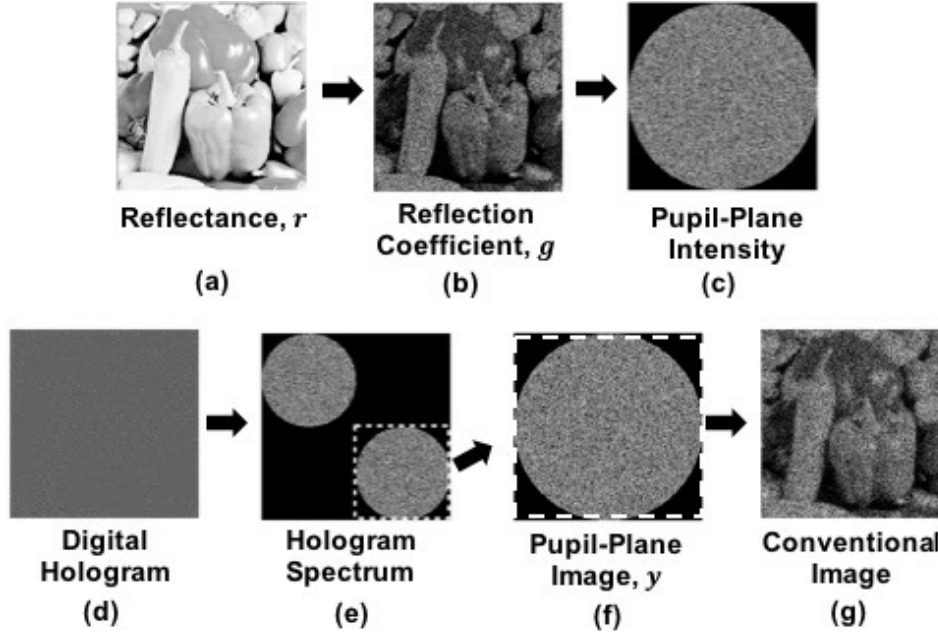 Reflectance, r
(a)
Reflection
Coefficient, g
(b)
Pupil-Plane
Intensity
(c)
Digital
Hologram
(d)
Hologram
Spectrum
(e)
Pupil-Plane
Image, y
(f)
Conventional
Image
(g)